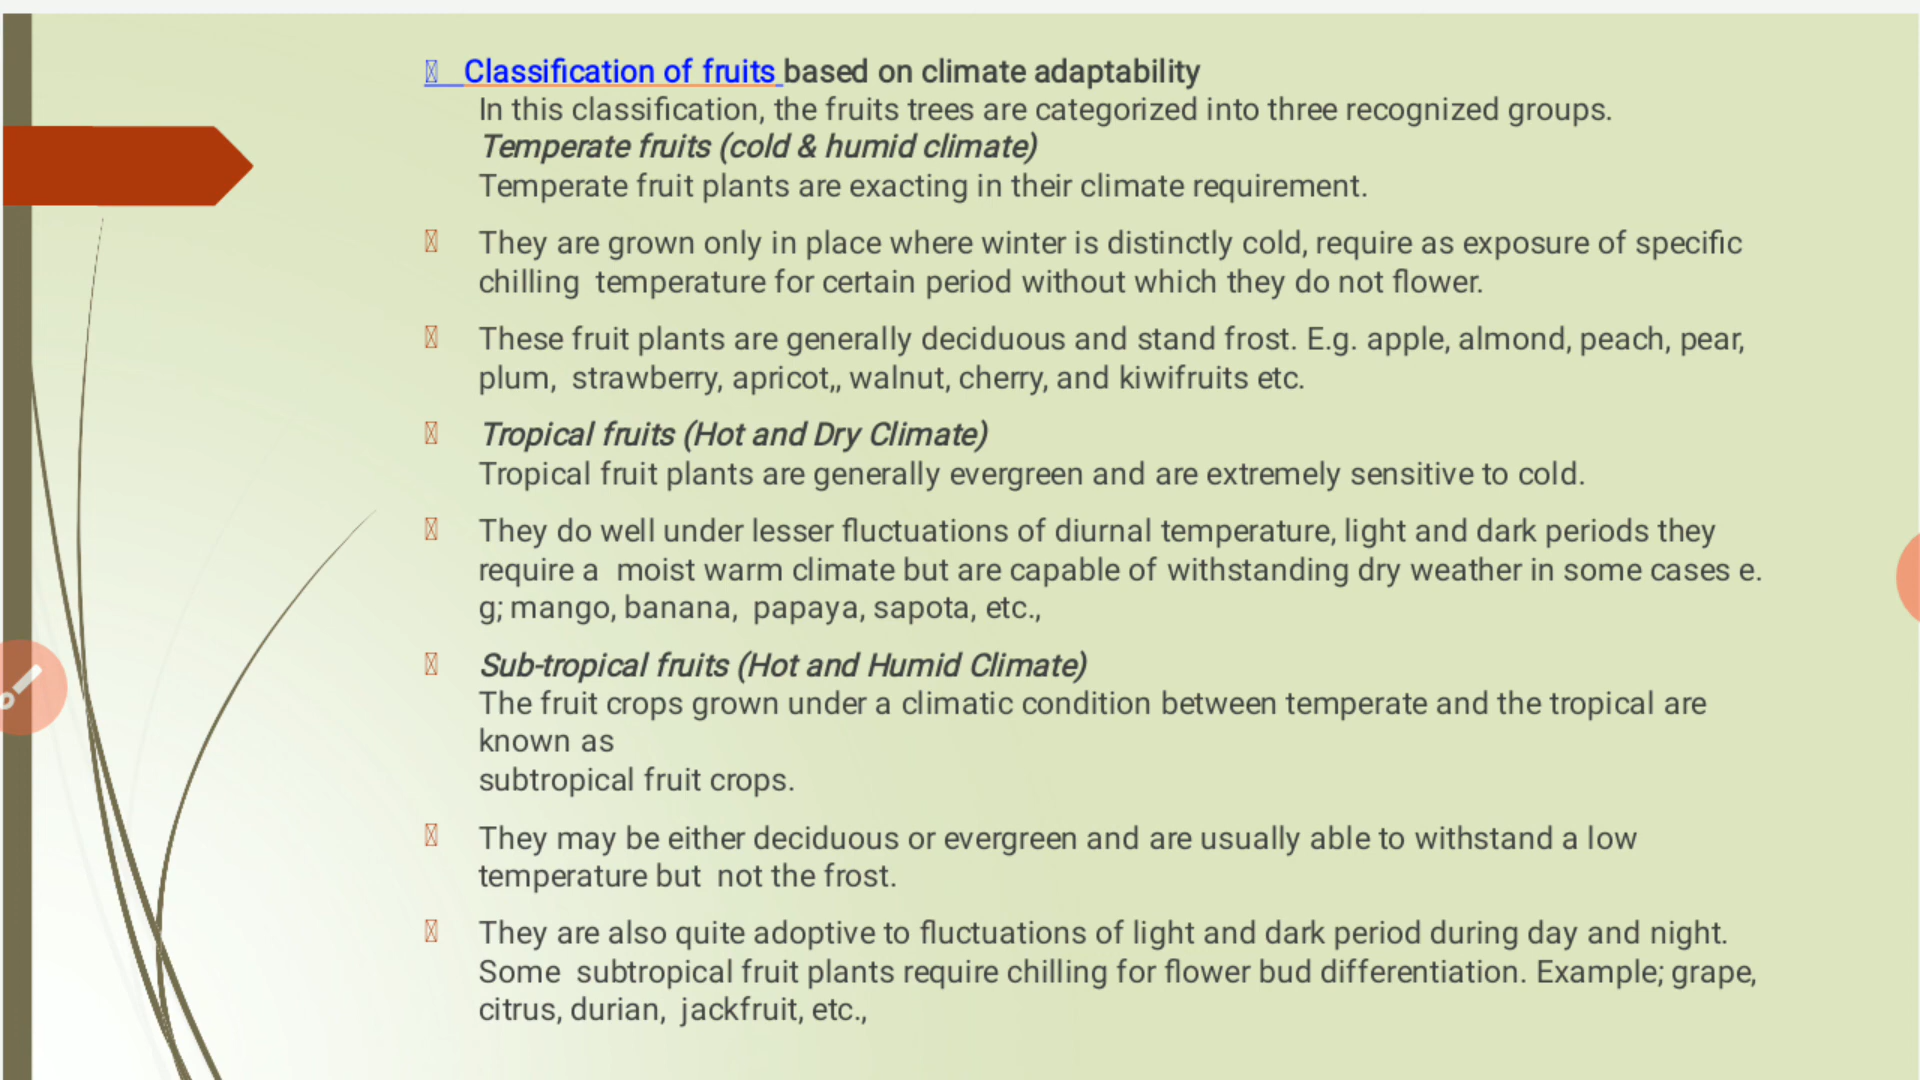 Classification of fruits based on climate adaptability
In this classification, the fruits trees are categorized into three recognized groups.
Temperate fruits (cold & humid climate)
Temperate fruit plants are exacting in their climate requirement.
They are grown only in place where winter is distinctly cold, require as exposure of specific
chilling  temperature for certain period without which they do not flower.
These fruit plants are generally deciduous and stand frost. E.g. apple, almond, peach, pear,
plum,  strawberry, apricot,, walnut, cherry, and kiwifruits etc.
Tropical fruits (Hot and Dry Climate)
Tropical fruit plants are generally evergreen and are extremely sensitive to cold.
They do well under lesser fluctuations of diurnal temperature, light and dark periods they
require a  moist warm climate but are capable of withstanding dry weather in some cases e.
g; mango, banana,  papaya, sapota, etc.,
Sub-tropical fruits (Hot and Humid Climate)
The fruit crops grown under a climatic condition between temperate and the tropical are
known as
subtropical fruit crops.
They may be either deciduous or evergreen and are usually able to withstand a low
temperature but  not the frost.
They are also quite adoptive to fluctuations of light and dark period during day and night.
Some  subtropical fruit plants require chilling for flower bud differentiation. Example; grape,
citrus, durian,  jackfruit, etc.,